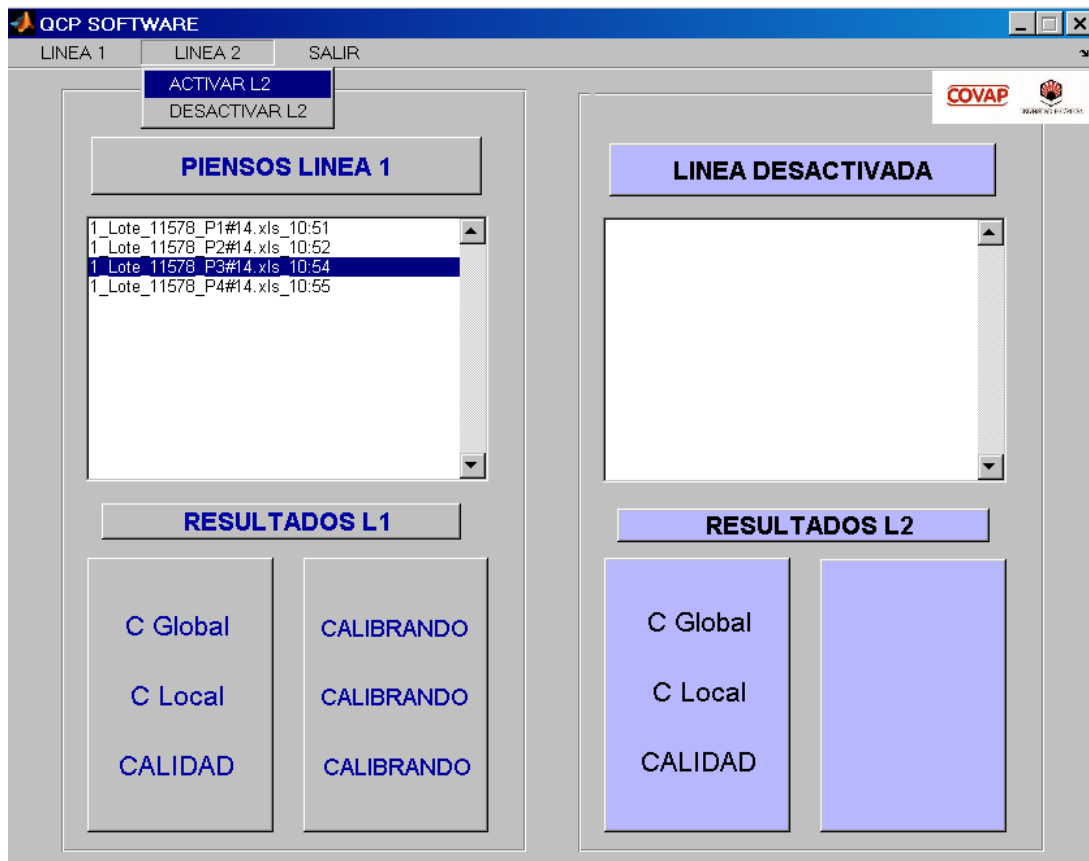 QCP SOFTWARE
LINEA 1 LINEA 2 SALIR
ACTIVAR L2
DESACTIVAR L2
COVAP
PIENSOS LINEA 1
1_Lote_11578_P1#14.xls_10:51
1_Lote_11578_P2#14.xls_10:52
1_Lote_11578_P3#14.xls_10:54
1_Lote_11578_P4#14.xls_10:55
RESULTADOS L1
C Global CALIBRANDO
C Local CALIBRANDO
CALIDAD CALIBRANDO
LINEA DESACTIVADA
RESULTADOS L2
C Global
C Local
CALIDAD